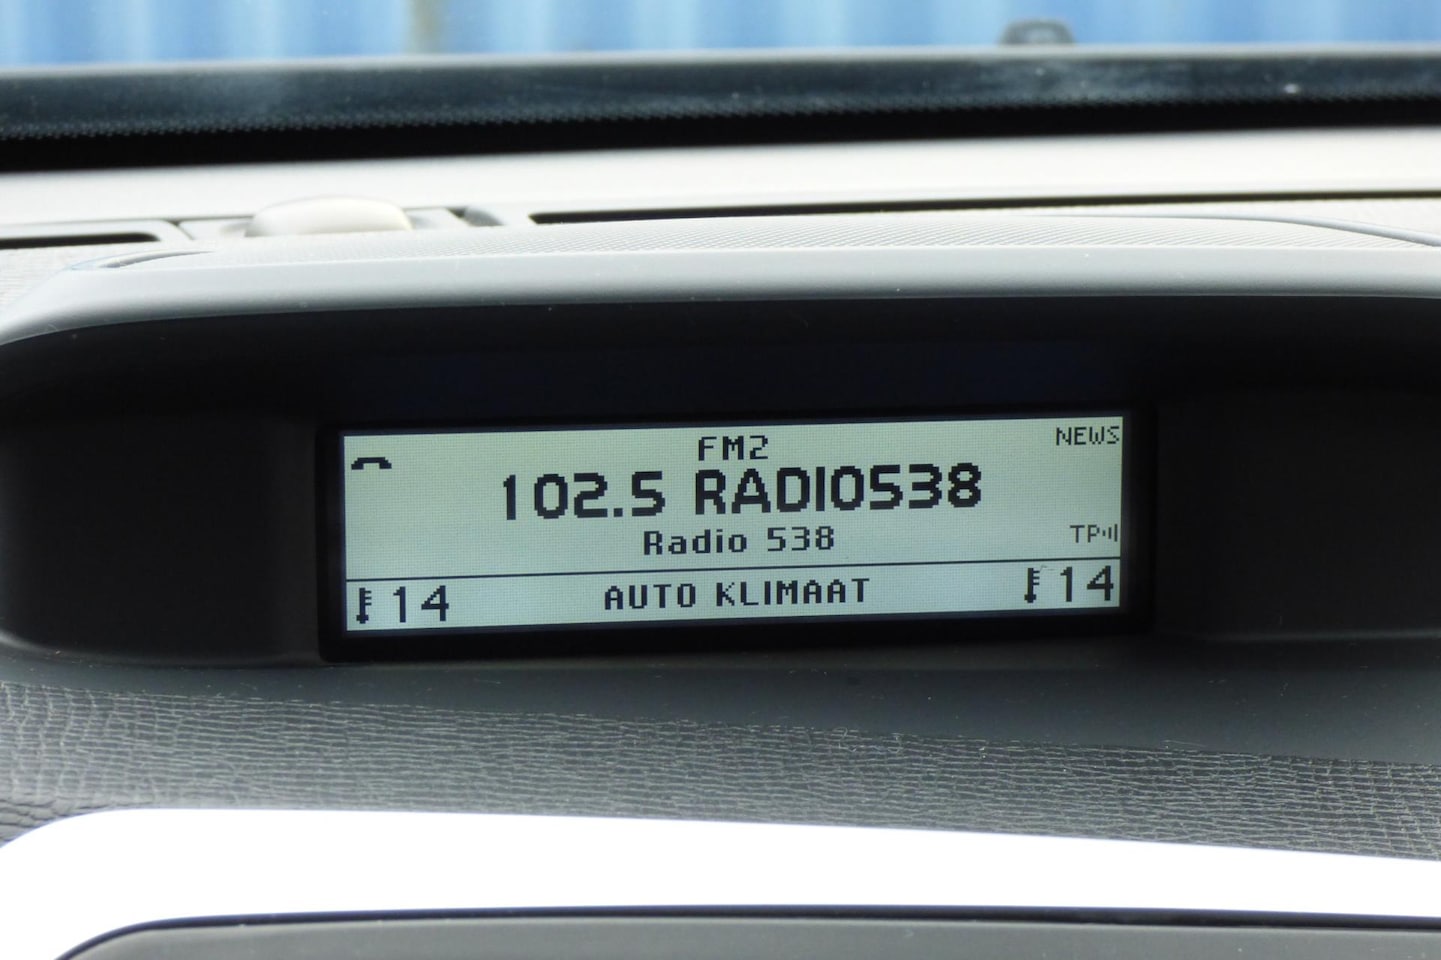 FM2 NEWS
102.5 RADIO538
Radio 538
TP
14 AUTO KLIMAAT 14